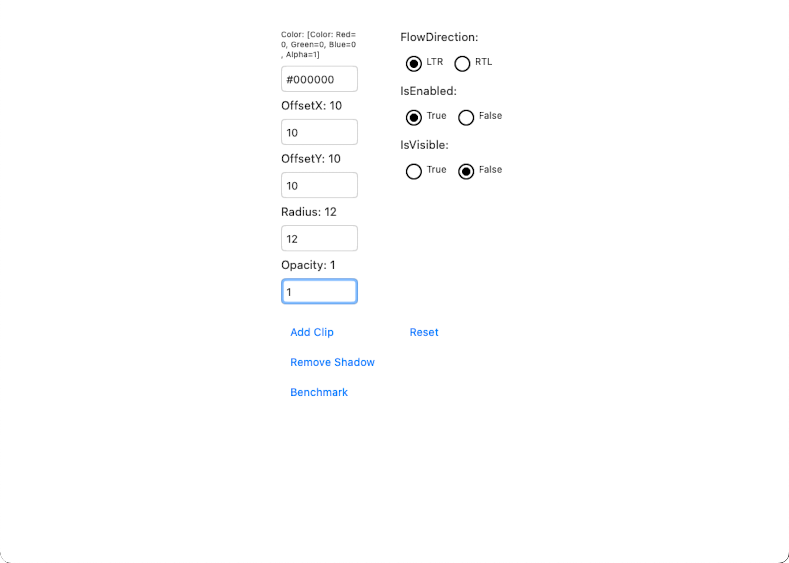 Color: [Color: Red=
0, Green=0, Blue=0
, Alpha=1]
#000000
OffsetX: 10
10
OffsetY: 10
10
Radius: 12
12
Opacity: 1
1
FlowDirection:
LTR RTL
IsEnabled:
True False
IsVisible:
True False
Add Clip Reset
Remove Shadow
Benchmark